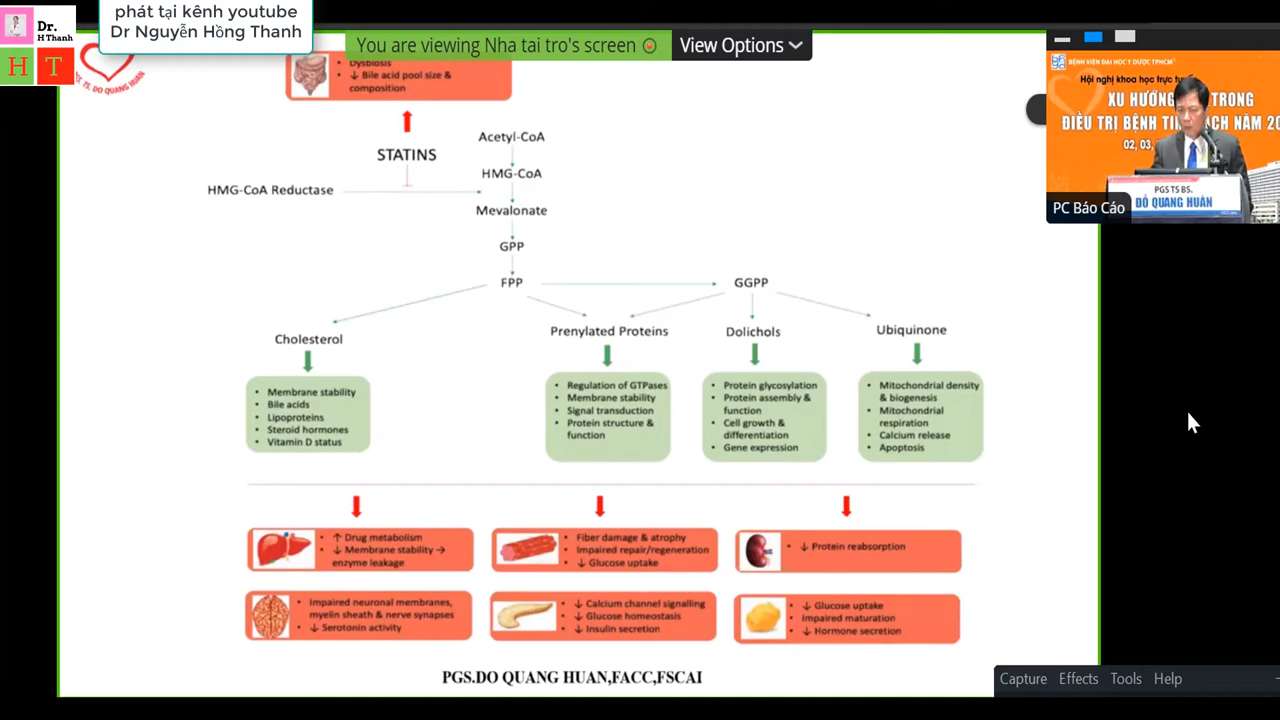 phát tại kênh youtube
Dr Nguyễn Hồng Thanh
Dr.
H Thanh
H T
TS. DO QUANG HUAN
You are viewing Nha tai tro's screen
View Options
BỆNH VIỆN ĐẠI HỌC Y DƯỢC TPHCM
Hội nghị khoa học trực
XU HƯỚNG TRONG
ĐIỀU TRỊ BỆNH TIM MẠCH NĂM 20
02, 03,
PGS TS BS.
ĐỖ QUANG HUÂN
PC Báo Cáo
Dysbiosis
↓ Bile acid pool size &
composition
STATINS
HMG-CoA Reductase
Acetyl-CoA
HMG-CoA
Mevalonate
GPP
FPP
GGPP
Cholesterol
• Membrane stability
• Bile acids
• Lipoproteins
• Steroid hormones
• Vitamin D status
Prenylated Proteins
• Regulation of GTPases
• Membrane stability
• Signal transduction
• Protein structure &
function
Dolichols
• Protein glycosylation
• Protein assembly &
function
• Cell growth &
differentiation
• Gene expression
Ubiquinone
• Mitochondrial density
& biogenesis
• Mitochondrial
respiration
• Calcium release
• Apoptosis
• ↑ Drug metabolism
• ↓ Membrane stability →
enzyme leakage
• Fiber damage & atrophy
• Impaired repair/regeneration
• ↓ Glucose uptake
• ↓ Protein reabsorption
• Impaired neuronal membranes,
myelin sheath & nerve synapses
• ↓ Serotonin activity
• ↓ Calcium channel signalling
• ↓ Glucose homeostasis
• ↓ Insulin secretion
• ↓ Glucose uptake
• Impaired maturation
• ↓ Hormone secretion
PGS.DO QUANG HUAN,FACC,FSCAI
Capture Effects Tools Help